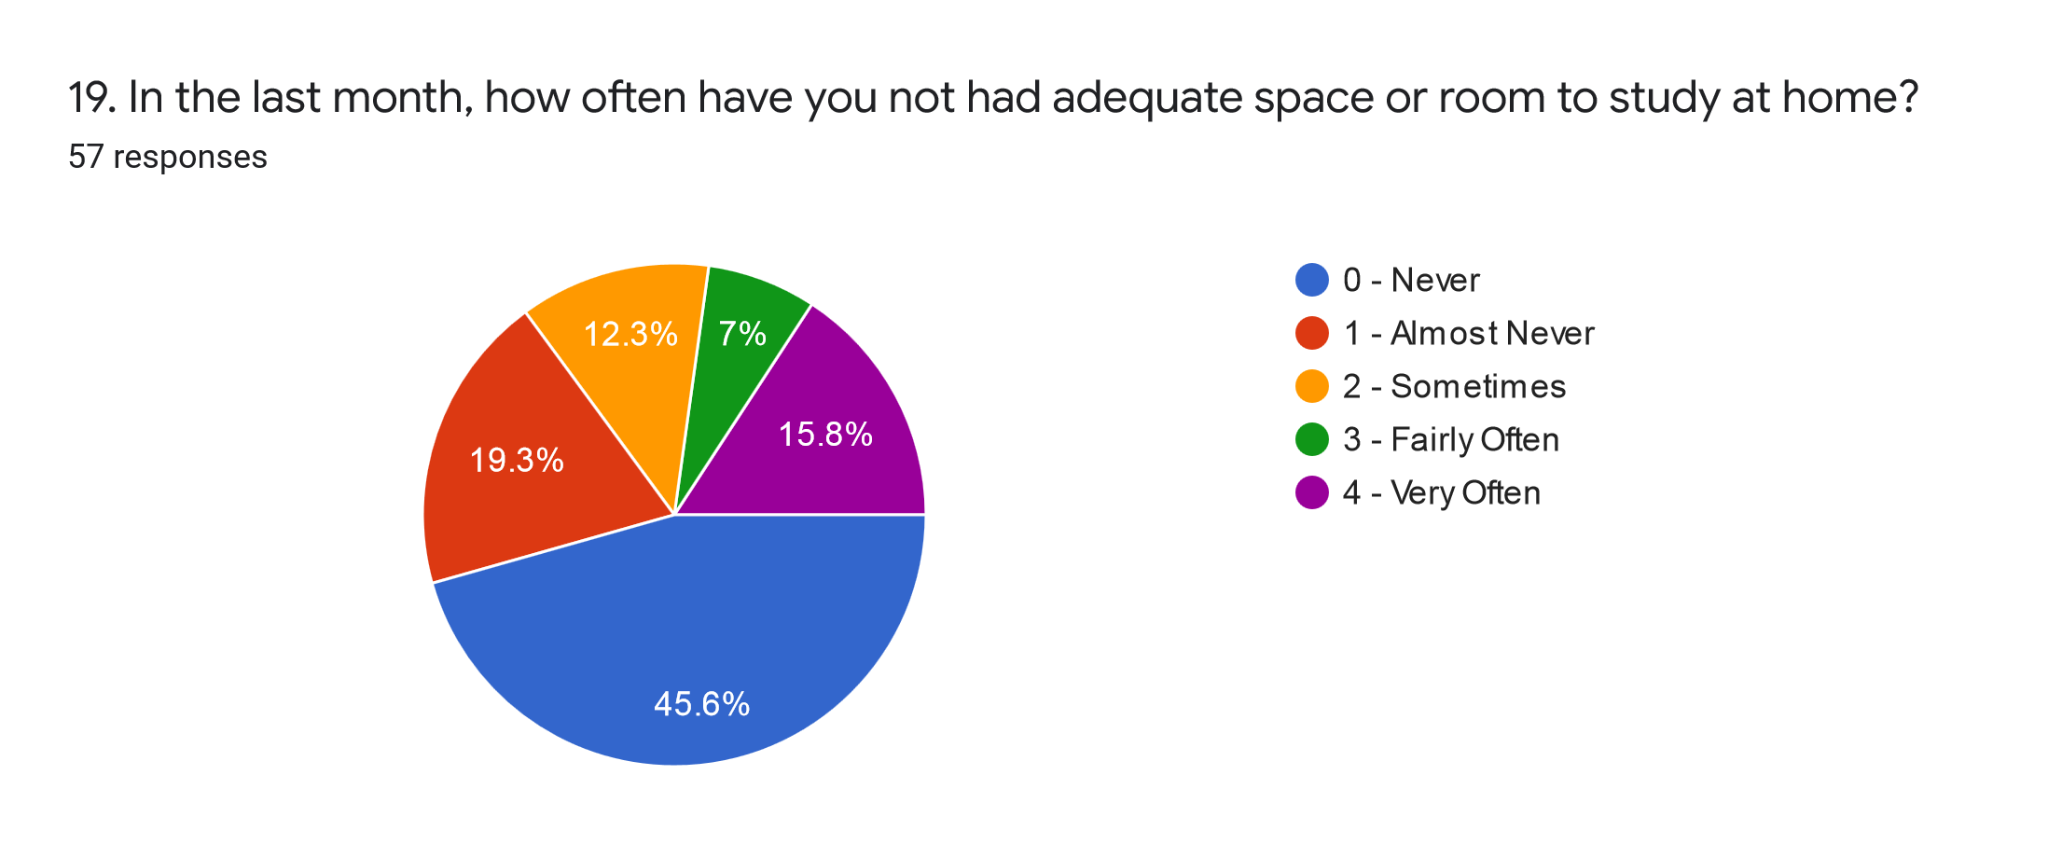 19. In the last month, how often have you not had adequate space or room to study at home?
57 responses
12.3%
7%
15.8%
19.3%
45.6%
0 - Never
1 - Almost Never
2 - Sometimes
3 - Fairly Often
4 - Very Often